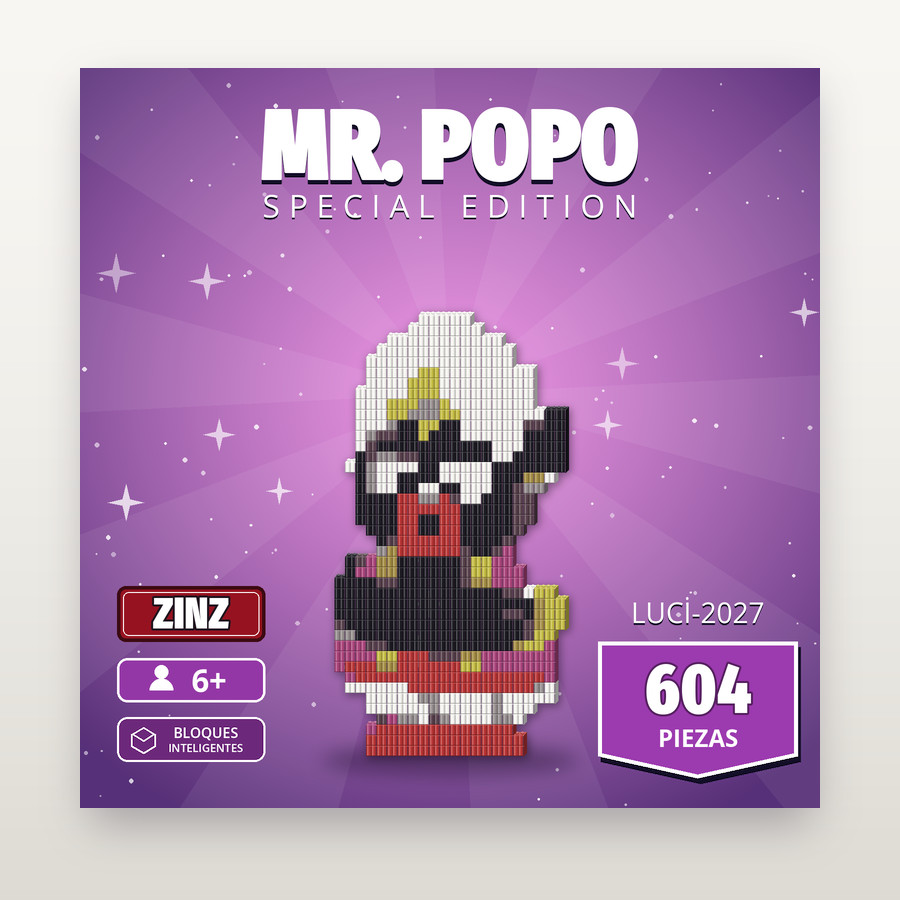 MR. POPO
SPECIAL EDITION
ZINZ
6+
BLOQUES
INTELIGENTES
LUCI-2027
604
PIEZAS